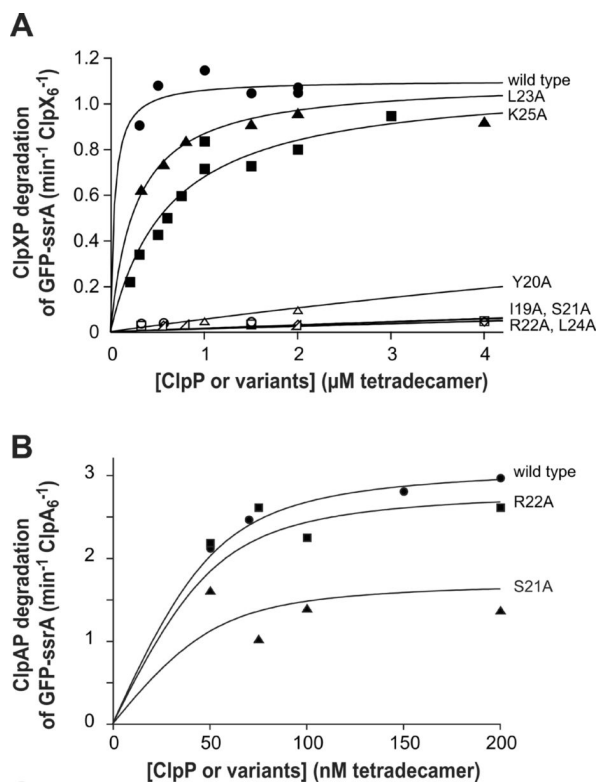 A
ClpXP degradation
of GFP-ssrA (min-1 ClpX6-1)
1.2
1.0
0.8
0.6
0.4
0.2
0
0
1
2
3
4
wild type
L23A
K25A
Y20A
I19A, S21A
R22A, L24A
[ClpP or variants] (µM tetradecamer)
B
ClpAP degradation
of GFP-ssrA (min-1 ClpA6-1)
3
2
1
1
0
0
50
100
150
200
wild type
R22A
S21A
[ClpP or variants] (nM tetradecamer)